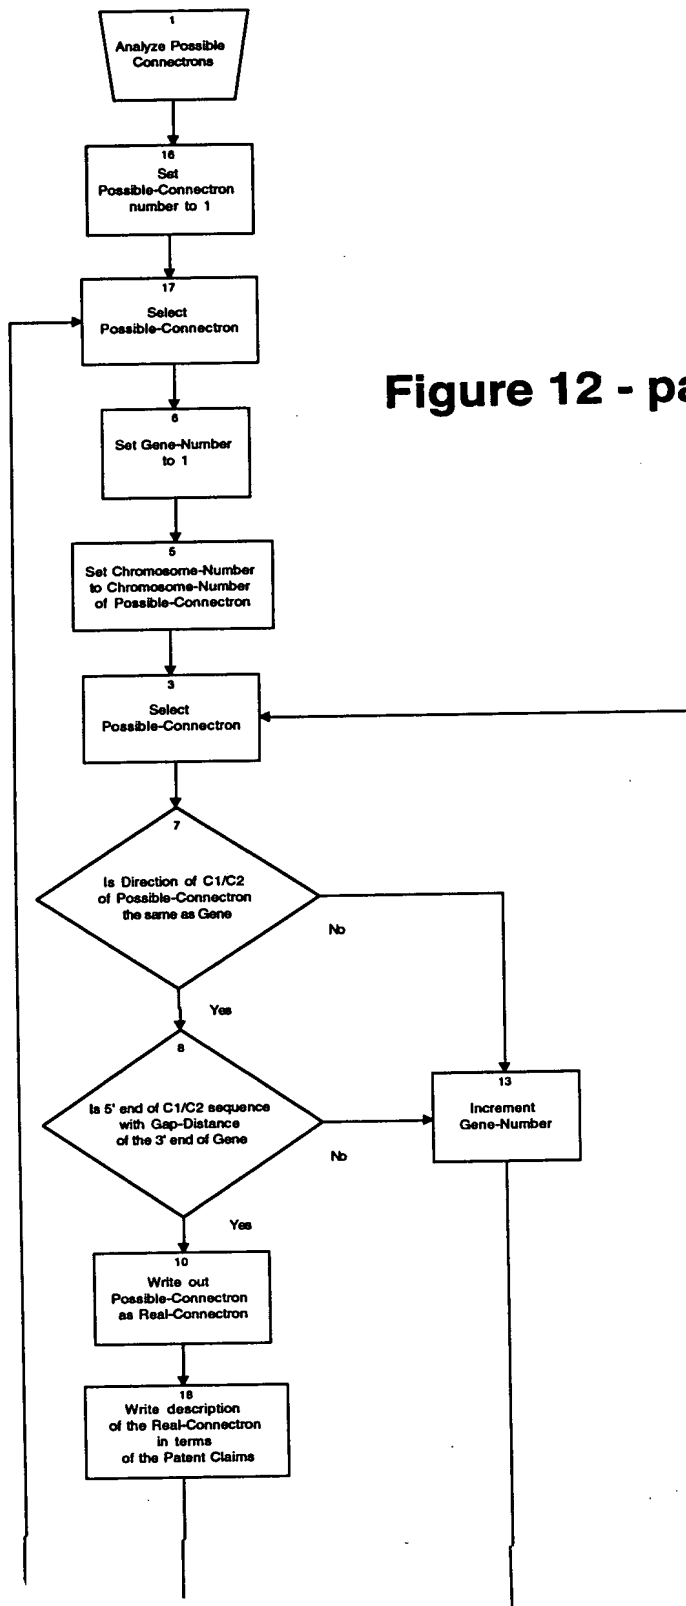 1
Analyze Possible
Connectrons
16
Set
Possible-Connectron
number to 1
17
Select
Possible-Connectron
Figure 12 - pa
6
Set Gene-Number
to 1
5
Set Chromosome-Number
to Chromosome-Number
of Possible-Connectron
3
Select
Possible-Connectron
7
Is Direction of C1/C2
of Possible-Connectron
the same as Gene
No
Yes
8
Is 5' end of C1/C2 sequence
with Gap-Distance
of the 3' end of Gene
No
13
Increment
Gene-Number
Yes
10
Write out
Possible-Connectron
as Real-Connectron
18
Write description
of the Real-Connectron
in terms
of the Patent Claims